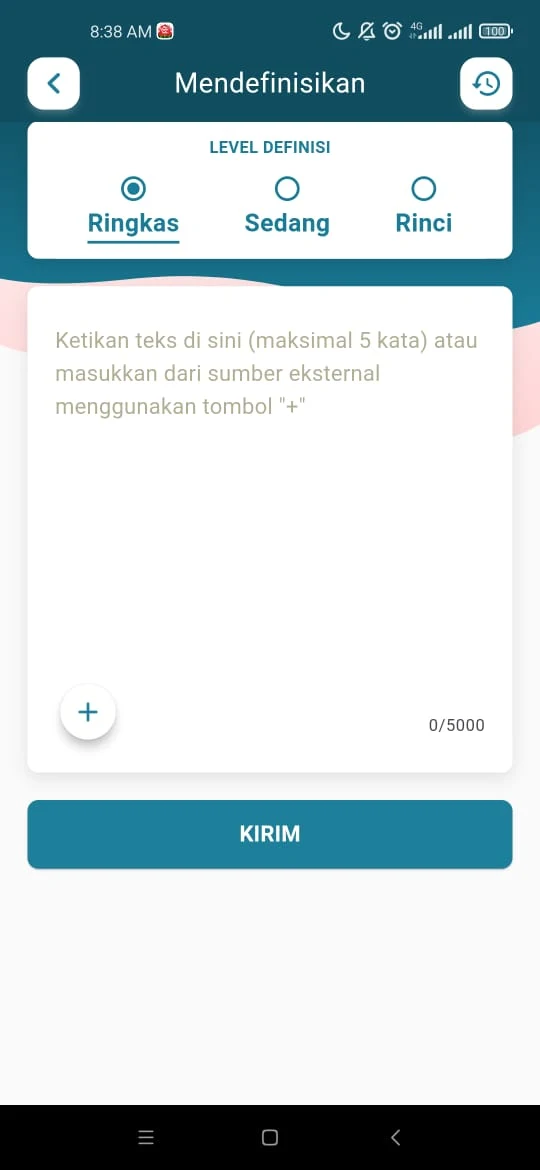 8:38 AM
4G
100
Mendefinisikan
LEVEL DEFINISI
Ringkas
Sedang
Rinci
Ketikan teks di sini (maksimal 5 kata) atau
masukkan dari sumber eksternal
menggunakan tombol "+"
+
0/5000
KIRIM